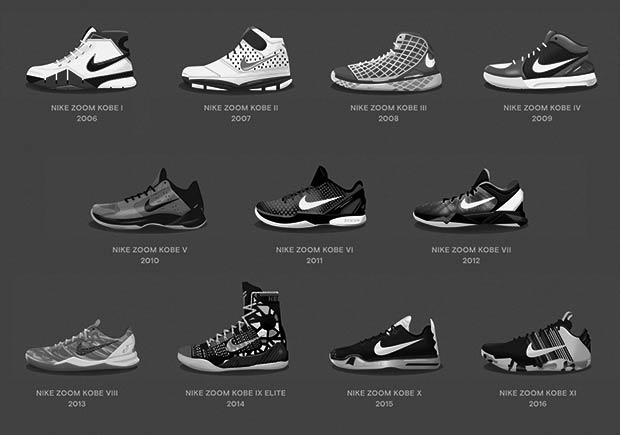 NIKE ZOOM KOBE I
2006
NIKE ZOOM KOBE II
2007
NIKE ZOOM KOBE III
2008
NIKE ZOOM KOBE IV
2009
NIKE ZOOM KOBE V
2010
NIKE ZOOM KOBE VI
2011
NIKE ZOOM KOBE VII
2012
NIKE ZOOM KOBE VIII
2013
NIKE ZOOM KOBE IX ELITE
2014
NIKE ZOOM KOBE X
2015
NIKE ZOOM KOBE XI
2016